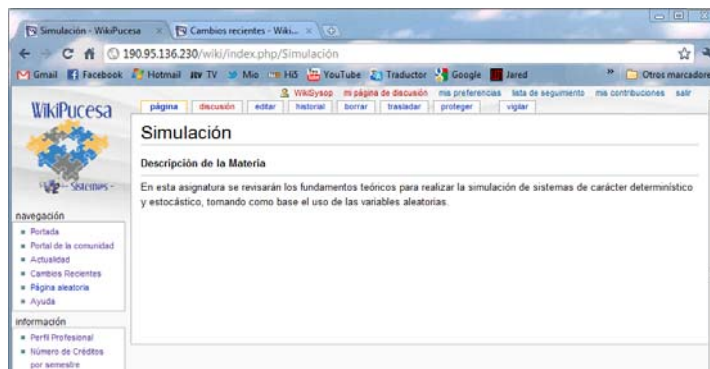 Simulación - WikiPucesa
Cambios recientes - Wiki...
190.95.136.230/wiki/index.php/Simulación
Gmail Facebook Hotmail TV Mio Hi5 YouTube Traductor Google Jared » Otros marcadore
WikiSysop mi página de discusión mis preferencias lista de seguimiento mis contribuciones salir
página discusión editar historial borrar trasladar proteger vigilar
WikiPucesa
- Sistemas -
Simulación
Descripción de la Materia
En esta asignatura se revisarán los fundamentos teóricos para realizar la simulación de sistemas de carácter determinístico
y estocástico, tomando como base el uso de las variables aleatorias.
navegación
Portada
Portal de la comunidad
Actualidad
Cambios Recientes
Página aleatoria
Ayuda
información
Perfil Profesional
Número de Créditos
por semestre